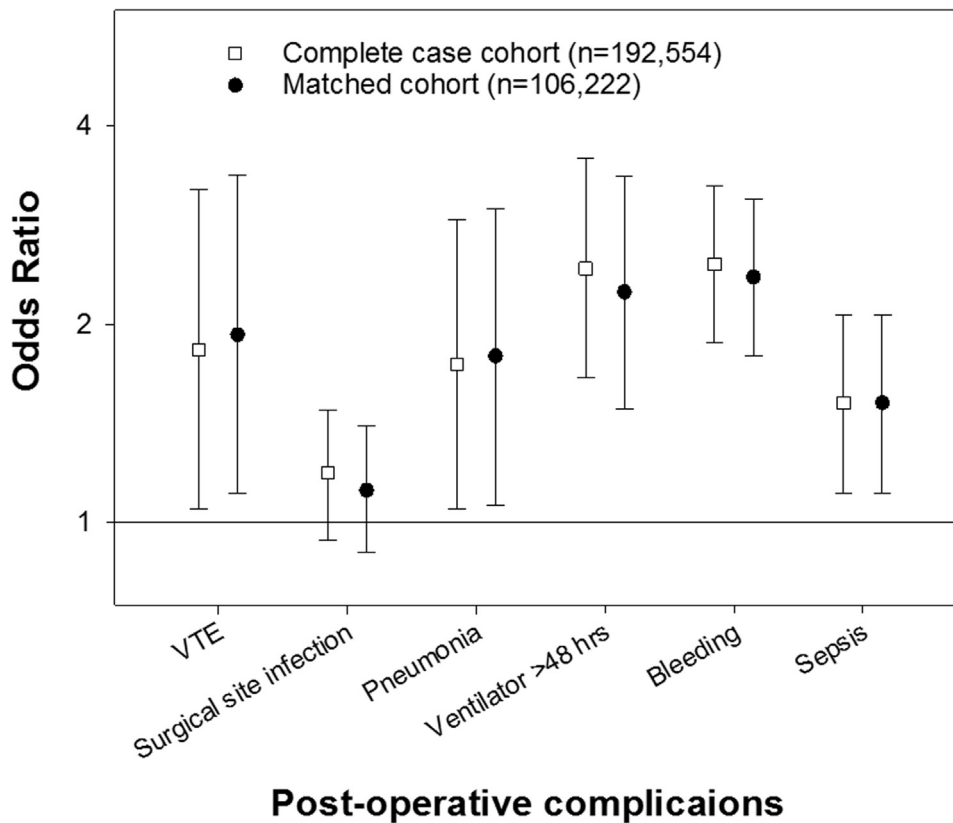 Complete case cohort (n=192,554)
Matched cohort (n=106,222)
4
2
1
Odds Ratio
VTE
Surgical site infection
Pneumonia
Ventilator >48 hrs
Bleeding
Sepsis
Post-operative complicaions